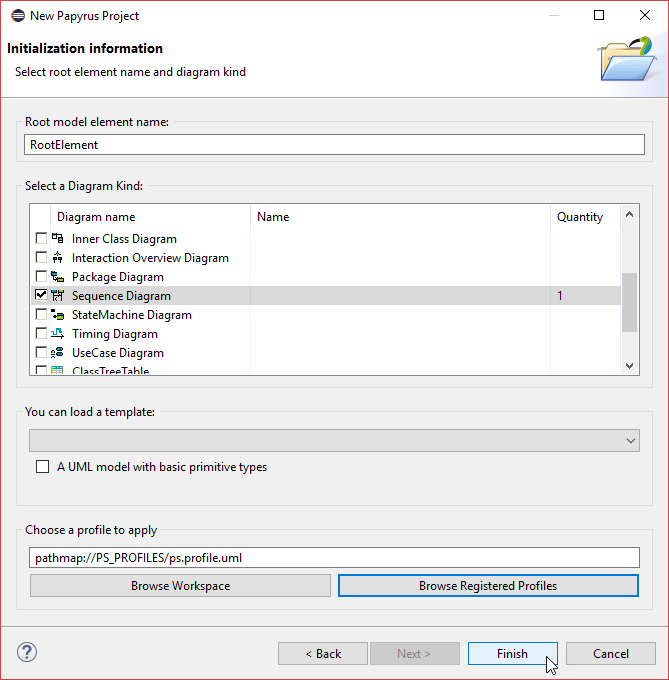 New Papyrus Project
Initialization information
Select root element name and diagram kind
Root model element name:
RootElement
Select a Diagram Kind:
Diagram name Name Quantity
Inner Class Diagram
Interaction Overview Diagram
Package Diagram
Sequence Diagram 1
StateMachine Diagram
Timing Diagram
UseCase Diagram
ClassTreeTable
You can load a template:
A UML model with basic primitive types
Choose a profile to apply
pathmap://PS_PROFILES/ps.profile.uml
Browse Workspace Browse Registered Profiles
? < Back Next > Finish Cancel